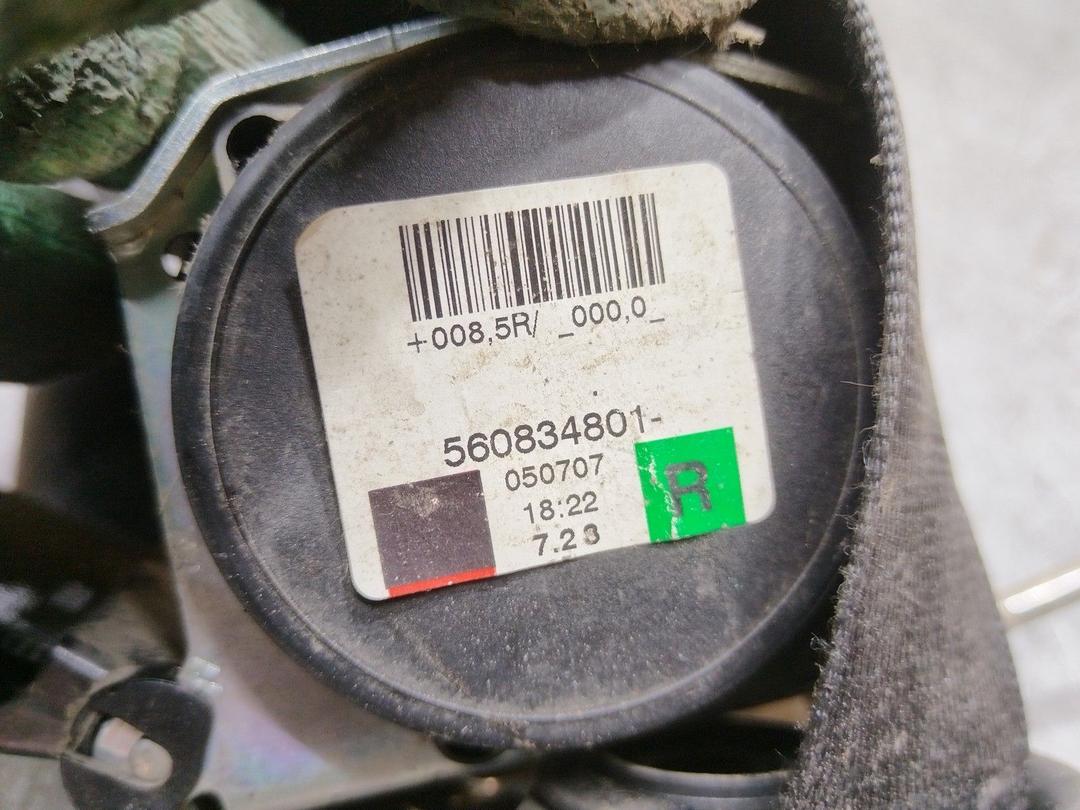 +008,5R/ _000,0_
560834801-
050707
18:22
7.23
R